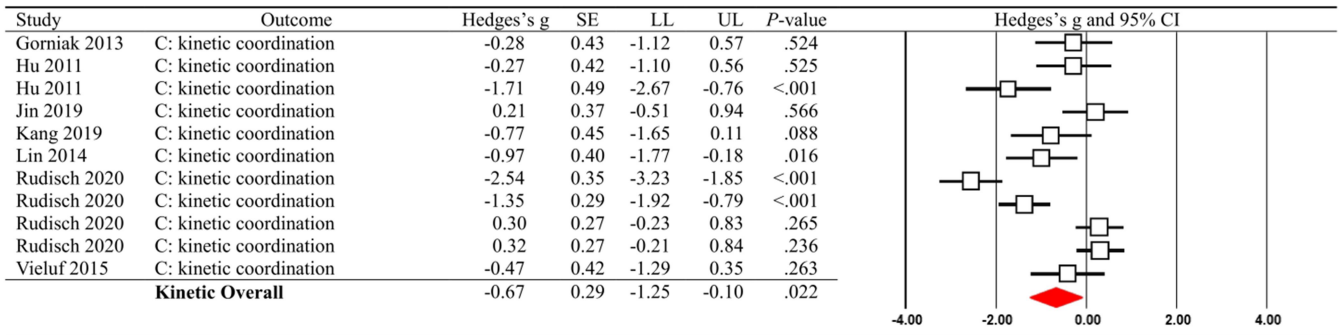 Study Outcome Hedges's g SE LL UL P-value Hedges's g and 95% CI
Gorniak 2013 C: kinetic coordination -0.28 0.43 -1.12 0.57 .524
Hu 2011 C: kinetic coordination -0.27 0.42 -1.10 0.56 .525
Hu 2011 C: kinetic coordination -1.71 0.49 -2.67 -0.76 <.001
Jin 2019 C: kinetic coordination 0.21 0.37 -0.51 0.94 .566
Kang 2019 C: kinetic coordination -0.77 0.45 -1.65 0.11 .088
Lin 2014 C: kinetic coordination -0.97 0.40 -1.77 -0.18 .016
Rudisch 2020 C: kinetic coordination -2.54 0.35 -3.23 -1.85 <.001
Rudisch 2020 C: kinetic coordination -1.35 0.29 -1.92 -0.79 <.001
Rudisch 2020 C: kinetic coordination 0.30 0.27 -0.23 0.83 .265
Rudisch 2020 C: kinetic coordination 0.32 0.27 -0.21 0.84 .236
Vieluf 2015 C: kinetic coordination -0.47 0.42 -1.29 0.35 .263
Kinetic Overall -0.67 0.29 -1.25 -0.10 .022
-4.00 -2.00 0.00 2.00 4.00